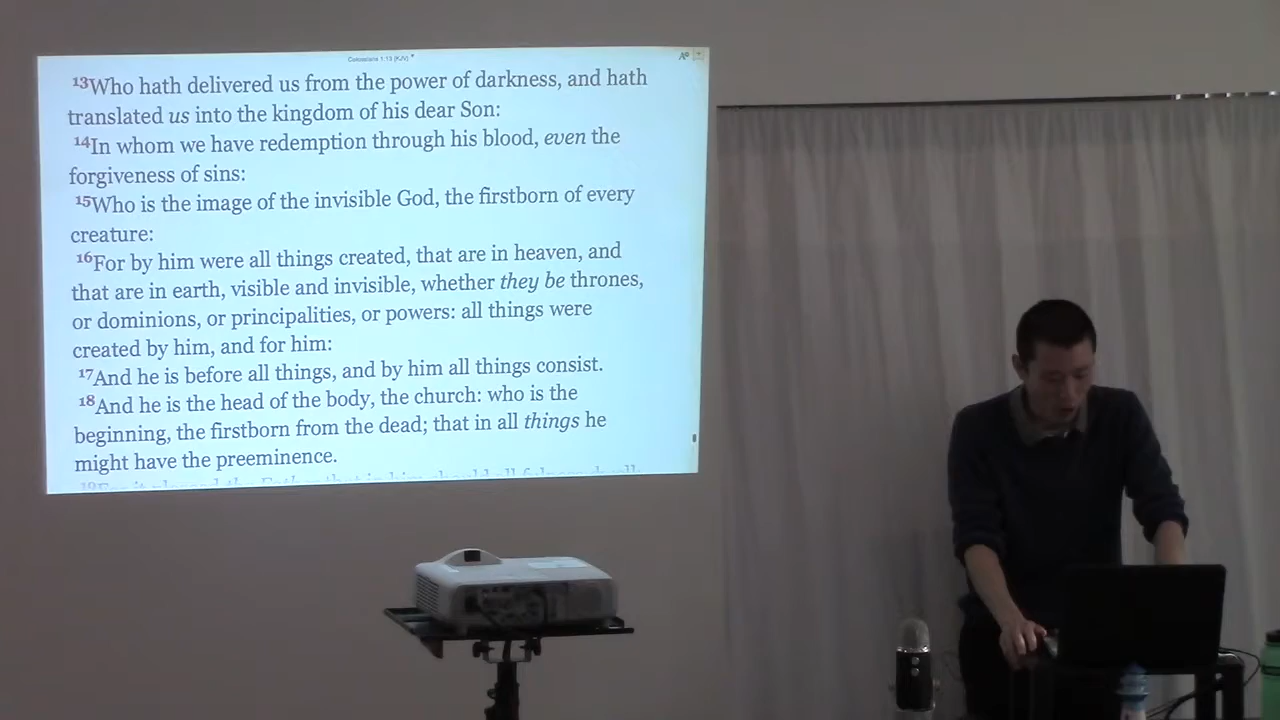 Colossians 1:13 (KJV)
13Who hath delivered us from the power of darkness, and hath
translated us into the kingdom of his dear Son:
14In whom we have redemption through his blood, even the
forgiveness of sins:
15Who is the image of the invisible God, the firstborn of every
creature:
16For by him were all things created, that are in heaven, and
that are in earth, visible and invisible, whether they be thrones,
or dominions, or principalities, or powers: all things were
created by him, and for him:
17And he is before all things, and by him all things consist.
18And he is the head of the body, the church: who is the
beginning, the firstborn from the dead; that in all things he
might have the preeminence.